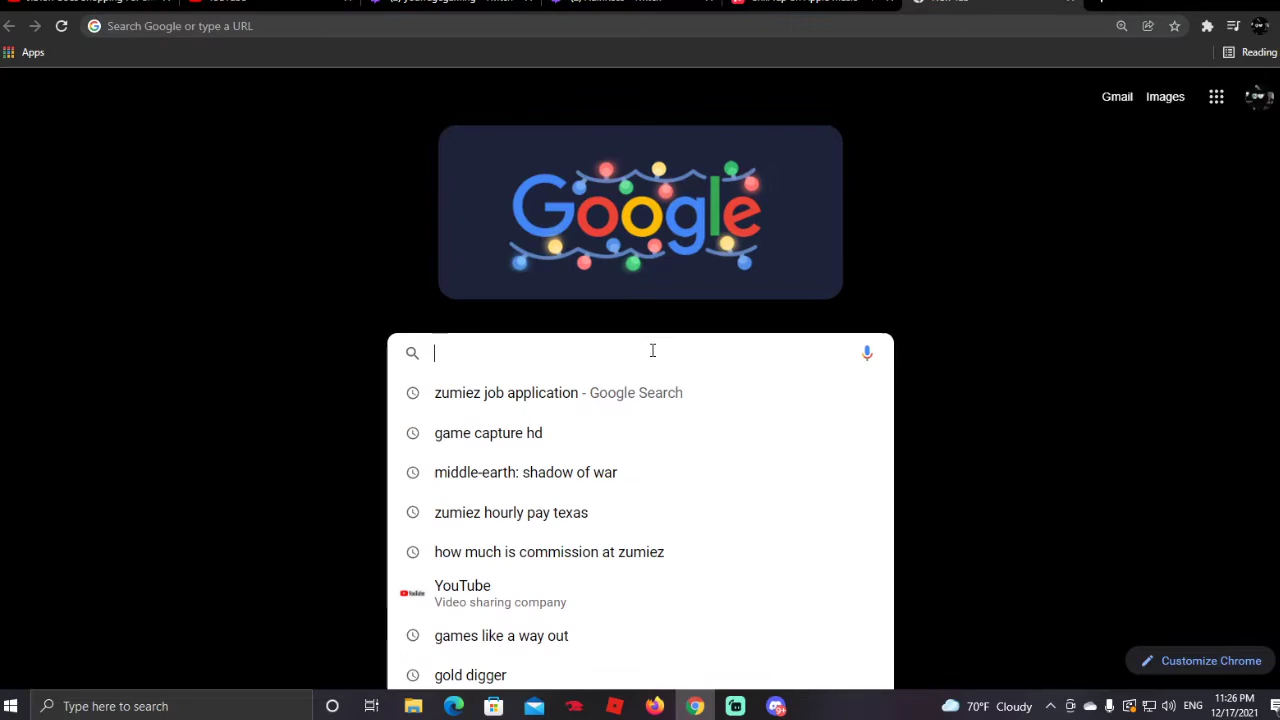 Search Google or type a URL
Apps
Reading
Gmail
Images
Google
zumiez job application - Google Search
game capture hd
middle-earth: shadow of war
zumiez hourly pay texas
how much is commission at zumiez
YouTube
YouTube
Video sharing company
games like a way out
gold digger
Customize Chrome
Type here to search
9+
70°F Cloudy
ENG
11:26 PM
12/17/2021